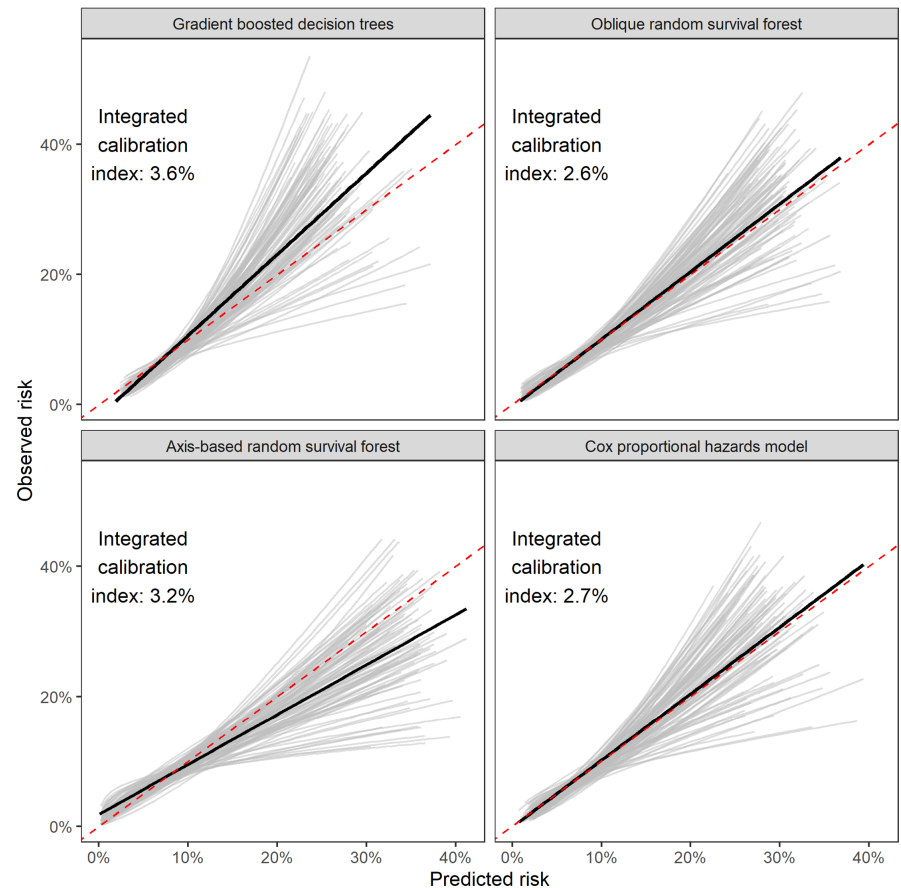 Gradient boosted decision trees
Oblique random survival forest
Integrated
calibration
index: 3.6%
Integrated
calibration
index: 2.6%
40%
20%
0%
Observed risk
Axis-based random survival forest
Cox proportional hazards model
Integrated
calibration
index: 3.2%
Integrated
calibration
index: 2.7%
40%
20%
0%
0%
10%
20%
30%
40%
0%
10%
20%
30%
40%
Predicted risk